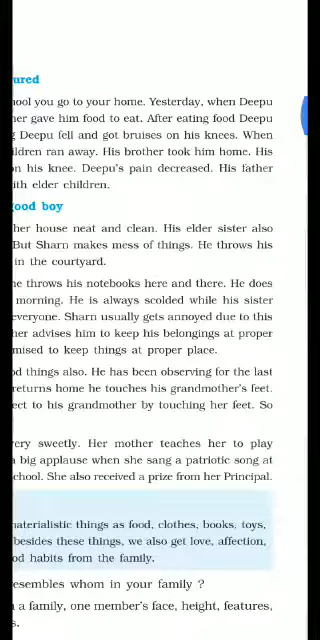 ured
ool you go to your home. Yesterday, when Deepu
her gave him food to eat. After eating food Deepu
Deepu fell and got bruises on his knees. When
ildren ran away. His brother took him home. His
on his knee. Deepu's pain decreased. His father
ith elder children.
good boy
her house neat and clean. His elder sister also
But Sharn makes mess of things. He throws his
in the courtyard.
he throws his notebooks here and there. He does
morning. He is always scolded while his sister
everyone. Sharn usually gets annoyed due to this
her advises him to keep his belongings at proper
mised to keep things at proper place.
od things also. He has been observing for the last
returns home he touches his grandmother's feet.
ect to his grandmother by touching her feet. So
very sweetly. Her mother teaches her to play
a big applause when she sang a patriotic song at
chool. She also received a prize from her Principal.
materialistic things as food, clothes, books, toys,
besides these things, we also get love, affection,
od habits from the family.
resembles whom in your family ?
a family, one member's face, height, features,
s.